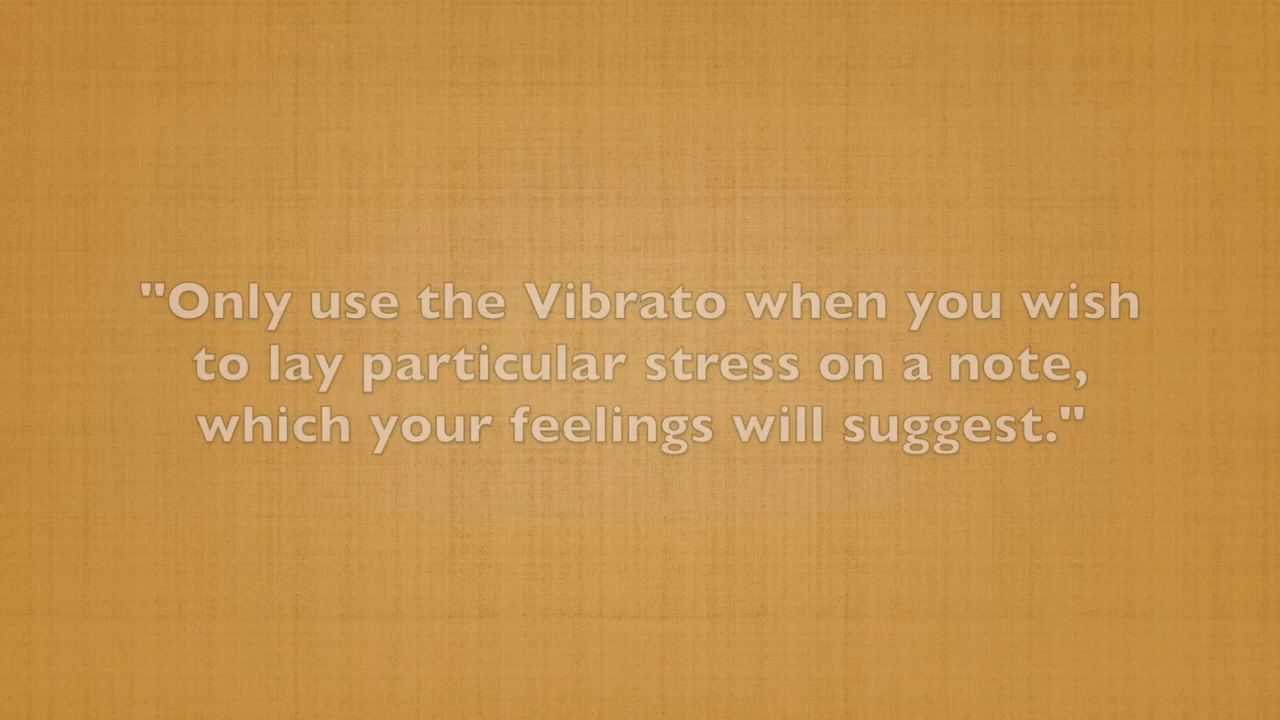 "Only use the Vibrato when you wish
to lay particular stress on a note,
which your feelings will suggest."